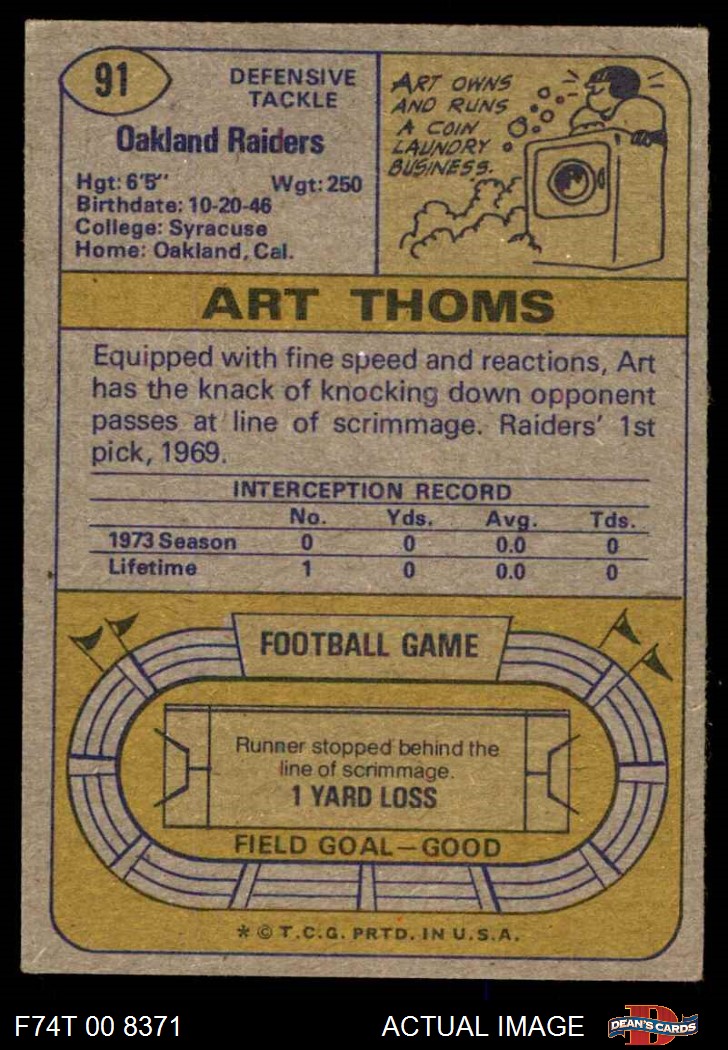 91
DEFENSIVE
TACKLE
Oakland Raiders
Hgt: 6'5" Wgt: 250
Birthdate: 10-20-46
College: Syracuse
Home: Oakland, Cal.
ART OWNS
AND RUNS
A COIN
LAUNDRY
BUSINESS.
ART THOMS
Equipped with fine speed and reactions, Art
has the knack of knocking down opponent
passes at line of scrimmage. Raiders' 1st
pick, 1969.
INTERCEPTION RECORD
No. Yds. Avg. Tds.
1973 Season 0 0 0.0 0
Lifetime 1 0 0.0 0
FOOTBALL GAME
Runner stopped behind the
line of scrimmage.
1 YARD LOSS
FIELD GOAL—GOOD
* © T.C.G. PRTD. IN U.S.A.
F74T 00 8371 ACTUAL IMAGE DEAN'S CARDS